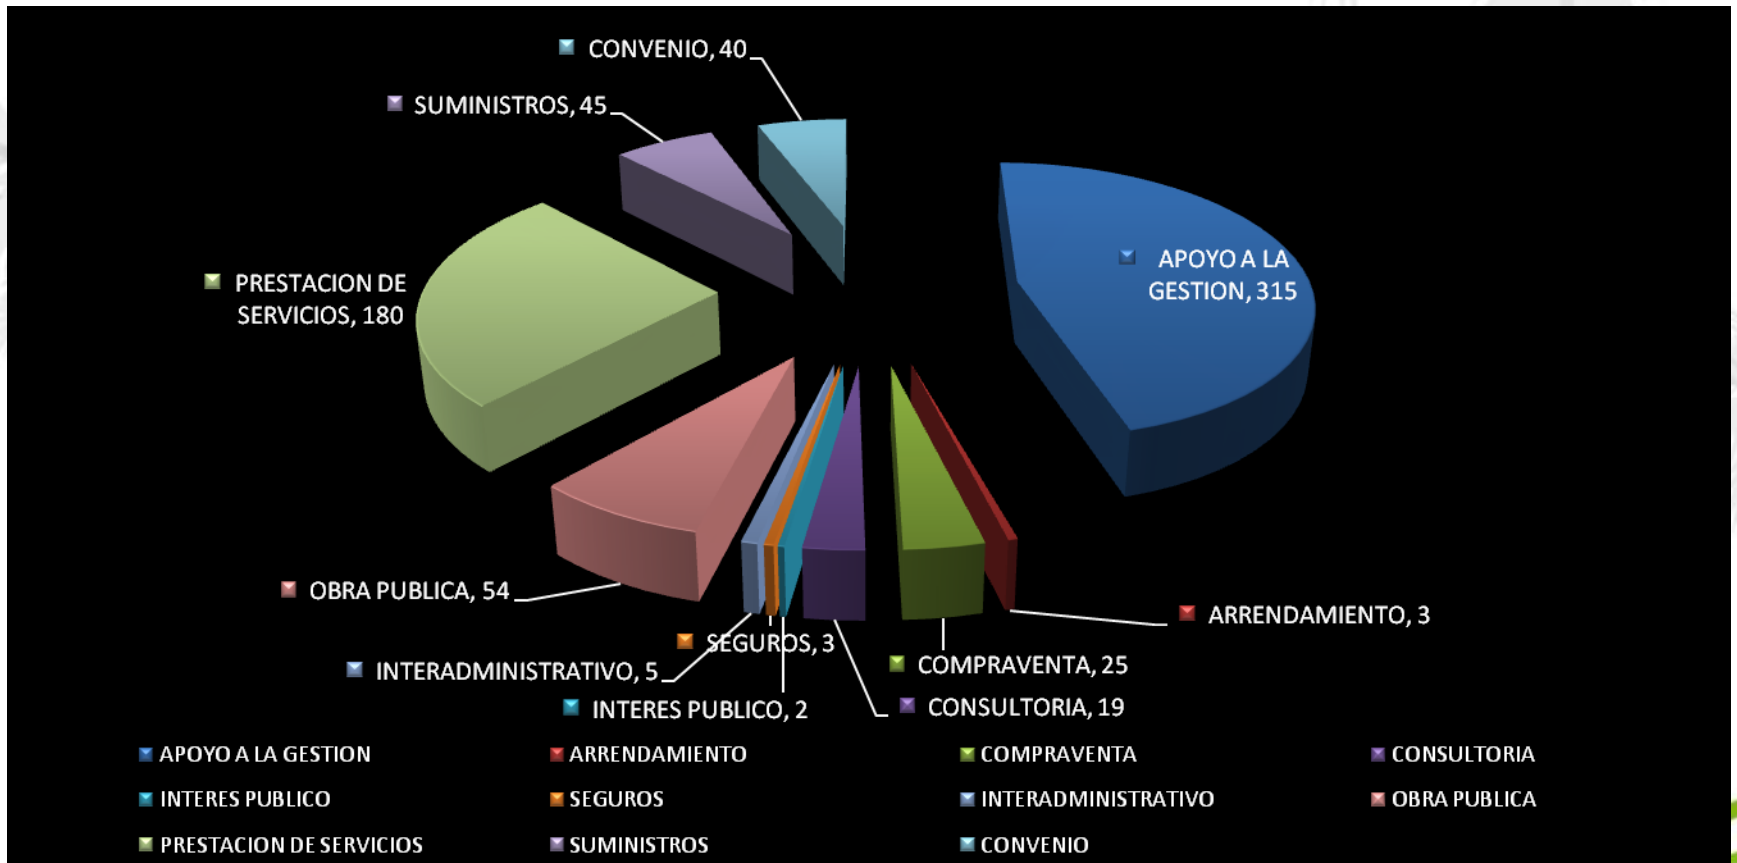 CONVENIO, 40
SUMINISTROS, 45
APOYO A LA
GESTION, 315
PRESTACION DE
SERVICIOS, 180
OBRA PUBLICA, 54
ARRENDAMIENTO, 3
SEGUROS, 3
COMPRAVENTA, 25
INTERADMINISTRATIVO, 5
INTERES PUBLICO, 2
CONSULTORIA, 19
APOYO A LA GESTION
ARRENDAMIENTO
COMPRAVENTA
CONSULTORIA
INTERES PUBLICO
SEGUROS
INTERADMINISTRATIVO
OBRA PUBLICA
PRESTACION DE SERVICIOS
SUMINISTROS
CONVENIO